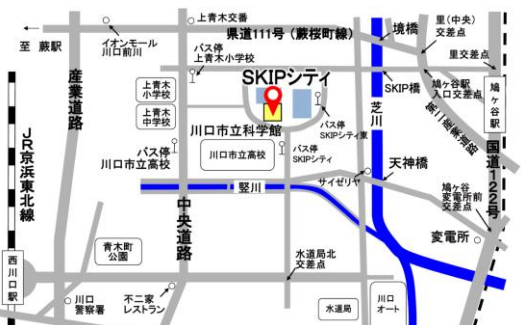 上青木交番
県道111号（蕨桜町線）
境橋
里（中央）
交差点
至 蕨駅
イオンモール
川口前川
バス停
上青木小学校
里交差点
SKIPシティ
SKIP橋
鳩ヶ谷駅
入口交差点
鳩ヶ谷駅
産業道路
上青木
小学校
上青木
中学校
芝川
第二産業道路
川口市立科学館
バス停
SKIPシティ東
国道122号
JR京浜東北線
バス停
川口市立高校
川口市立高校
バス停
SKIPシティ
天神橋
サイゼリヤ
竪川
中央道路
鳩ヶ谷
変電所前
交差点
変電所
青木町
公園
水道局北
交差点
西川口駅
川口
警察署
不二家
レストラン
水道局
川口
オート